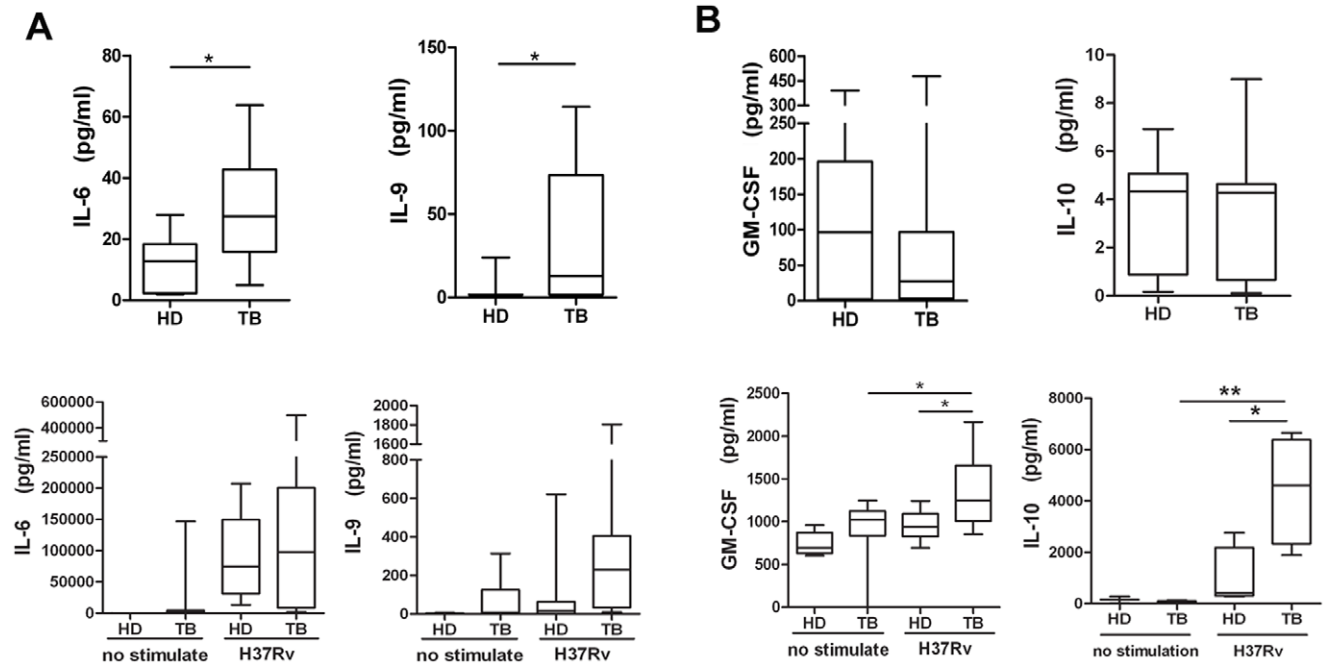 A
B
IL-6 (pg/ml)
80
60
40
20
0
*
HD TB
IL-9 (pg/ml)
150
100
50
0
*
HD TB
GM-CSF (pg/ml)
600
450
300
250
200
150
100
50
0
HD TB
IL-10 (pg/ml)
10
8
6
4
2
0
HD TB
IL-6 (pg/ml)
600000
400000
250000
200000
150000
100000
50000
0
HD TB HD TB
no stimulate H37Rv
IL-9 (pg/ml)
2000
1800
1600
1400
800
600
400
200
0
HD TB HD TB
no stimulate H37Rv
GM-CSF (pg/ml)
2500
2000
1500
1000
500
0
*
*
HD TB HD TB
no stimulate H37Rv
IL-10 (pg/ml)
8000
6000
4000
2000
0
**
*
HD TB HD TB
no stimulation H37Rv